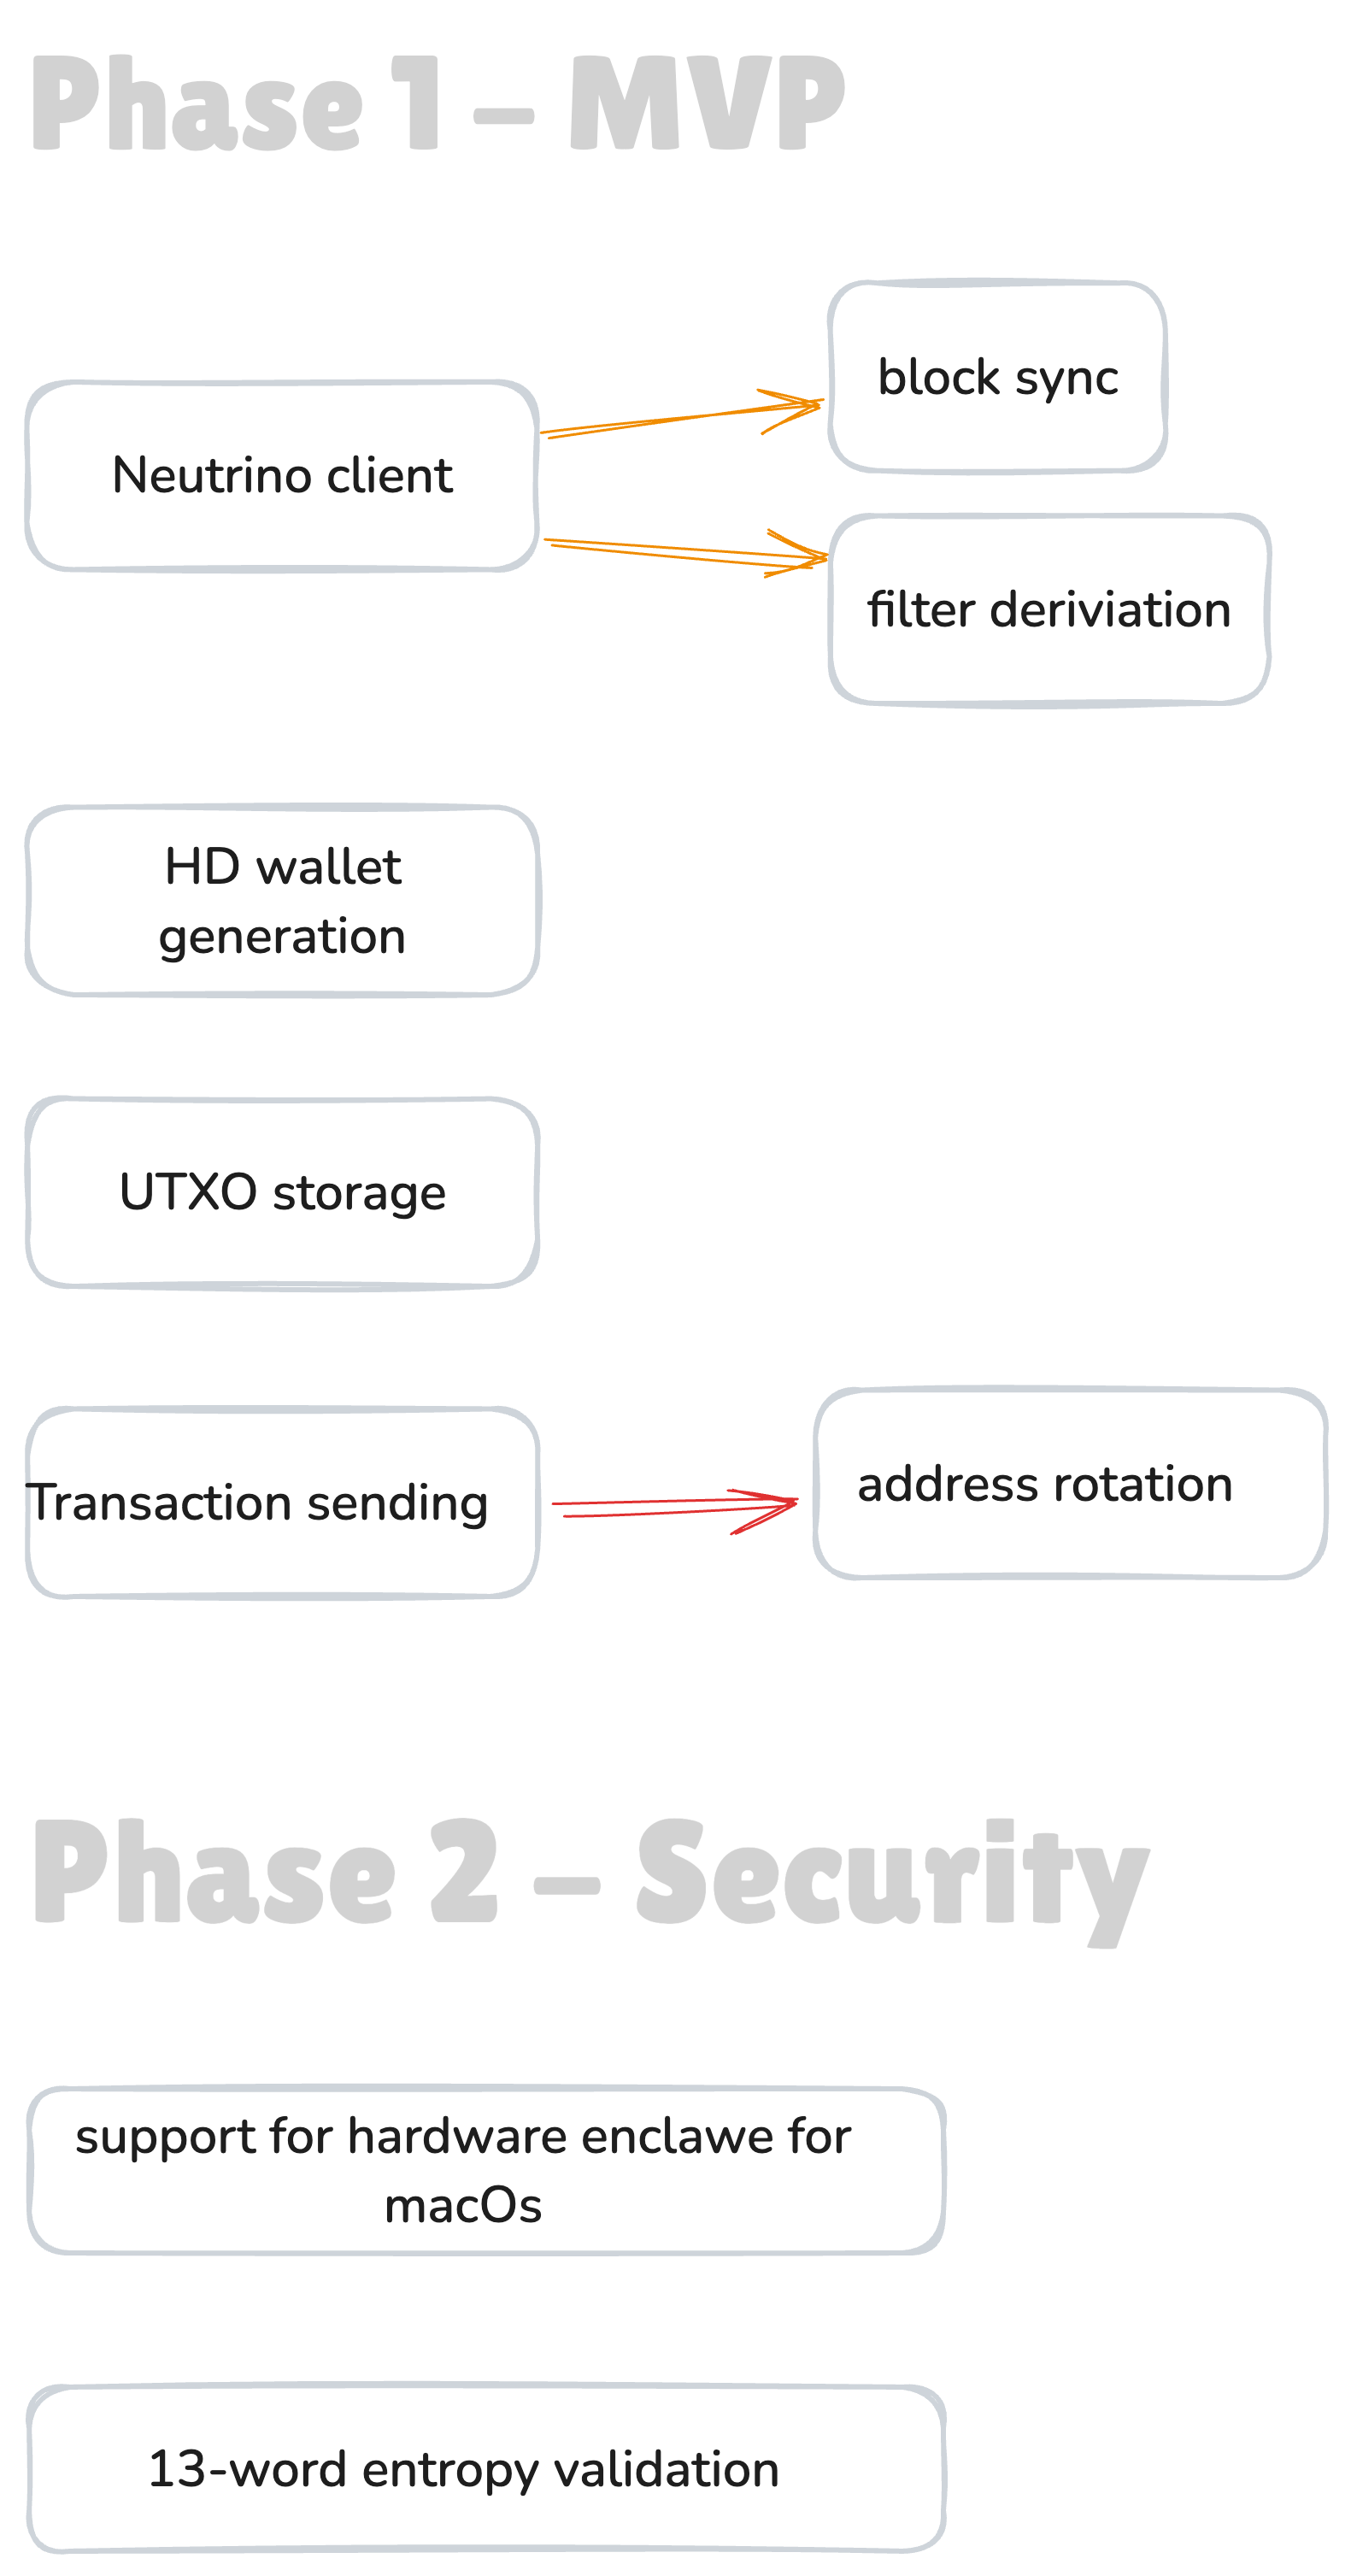 Phase 1 – MVP
block sync
Neutrino client
filter deriviation
HD wallet
generation
UTXO storage
Transaction sending
address rotation
Phase 2 – Security
support for hardware enclawe for
macOs
13-word entropy validation